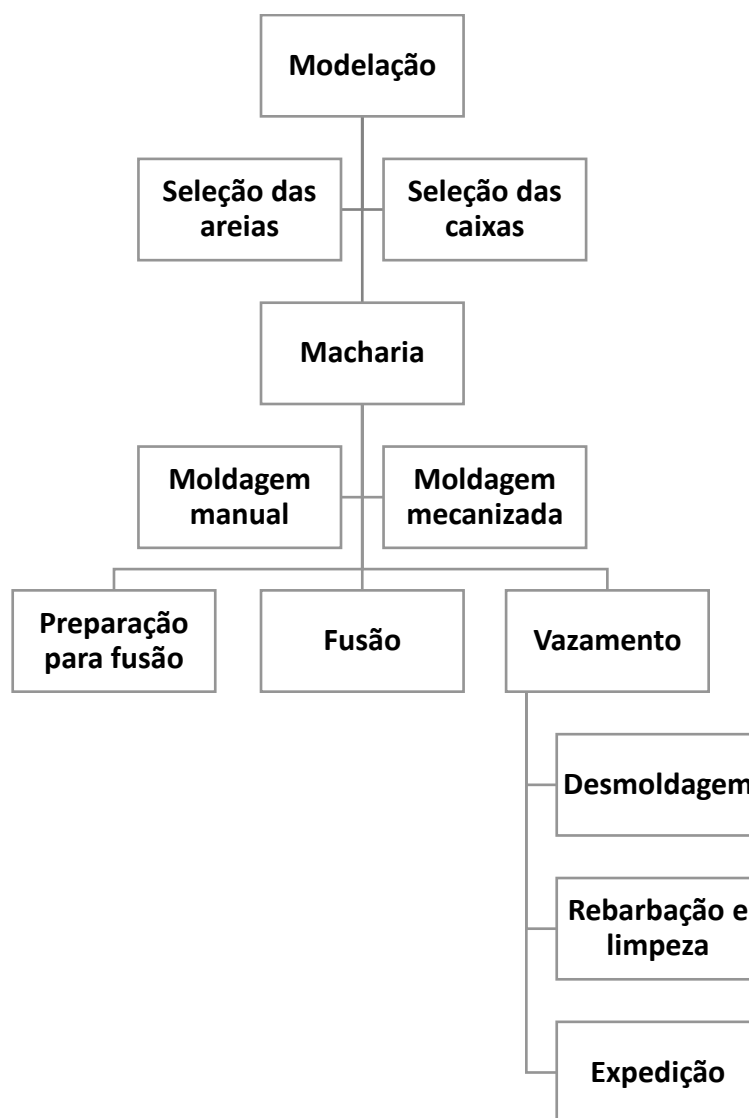 Modelação
Seleção das
areias
Seleção das
caixas
Macharia
Moldagem
manual
Moldagem
mecanizada
Preparação
para fusão
Fusão
Vazamento
Desmoldagem
Rebarbação e
limpeza
Expedição